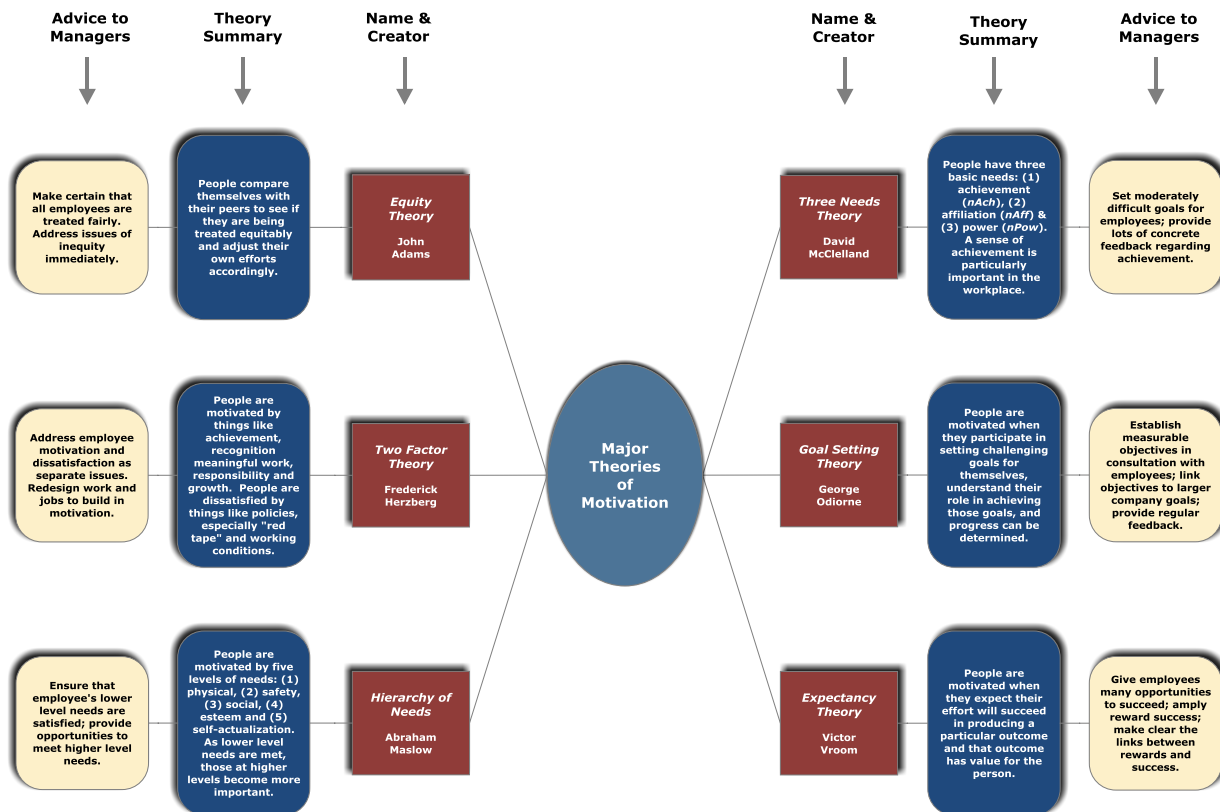 Advice to
Managers
Theory
Summary
Name &
Creator
Name &
Creator
Theory
Summary
Advice to
Managers
Make certain that
all employees are
treated fairly.
Address issues of
inequity
immediately.
People compare
themselves with
their peers to see if
they are being
treated equitably
and adjust their
own efforts
accordingly.
Equity
Theory
John
Adams
Three Needs
Theory
David
McClelland
People have three
basic needs: (1)
achievement
(nAch), (2)
affiliation (nAff) &
(3) power (nPow).
A sense of
achievement is
particularly
important in the
workplace.
Set moderately
difficult goals for
employees; provide
lots of concrete
feedback regarding
achievement.
Address employee
motivation and
dissatisfaction as
separate issues.
Redesign work and
jobs to build in
motivation.
People are
motivated by
things like
achievement,
recognition
meaningful work,
responsibility and
growth. People are
dissatisfied by
things like policies,
especially "red
tape" and working
conditions.
Two Factor
Theory
Frederick
Herzberg
Major
Theories
of
Motivation
Goal Setting
Theory
George
Odiorne
People are
motivated when
they participate in
setting challenging
goals for
themselves,
understand their
role in achieving
those goals, and
progress can be
determined.
Establish
measurable
objectives in
consultation with
employees; link
objectives to larger
company goals;
provide regular
feedback.
Ensure that
employee's lower
level needs are
satisfied; provide
opportunities to
meet higher level
needs.
People are
motivated by five
levels of needs: (1)
physical, (2) safety,
(3) social, (4)
esteem and (5)
self-actualization.
As lower level
needs are met,
those at higher
levels become more
important.
Hierarchy of
Needs
Abraham
Maslow
Expectancy
Theory
Victor
Vroom
People are
motivated when
they expect their
effort will succeed
in producing a
particular outcome
and that outcome
has value for the
person.
Give employees
many opportunities
to succeed; amply
reward success;
make clear the
links between
rewards and
success.